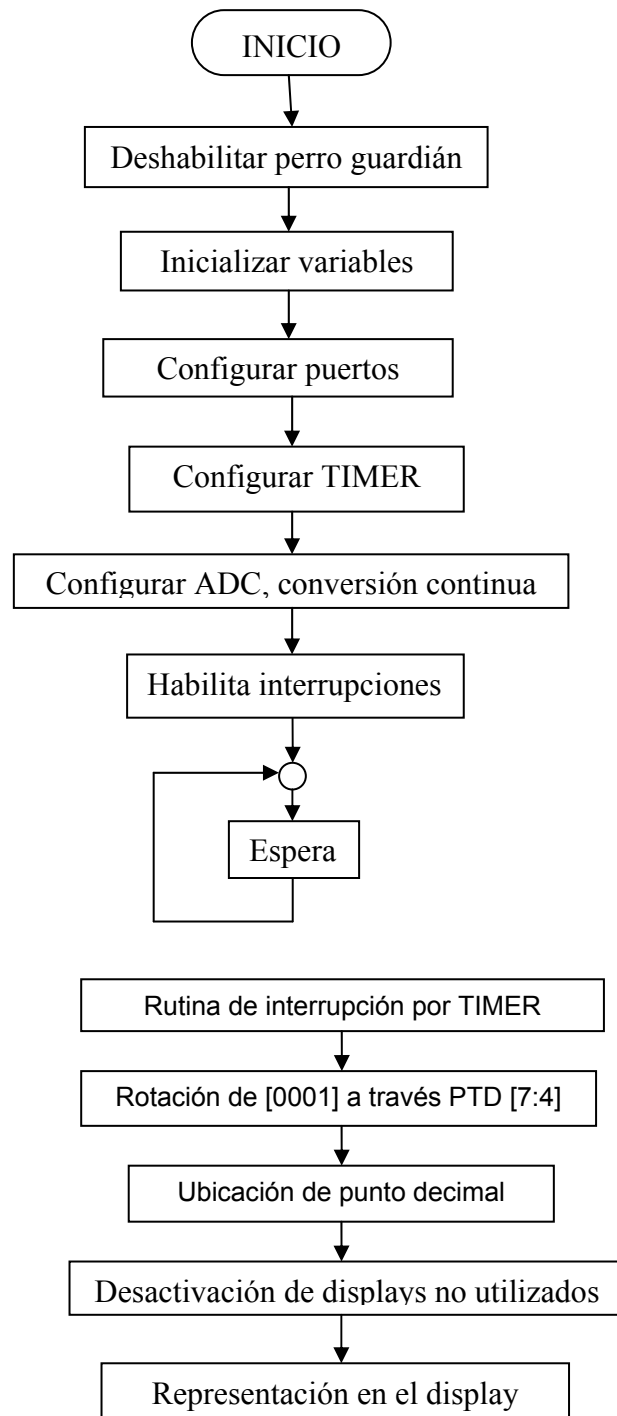 INICIO
Deshabilitar perro guardián
Inicializar variables
Configurar puertos
Configurar TIMER
Configurar ADC, conversión continua
Habilita interrupciones
Espera
Rutina de interrupción por TIMER
Rotación de [0001] a través PTD [7:4]
Ubicación de punto decimal
Desactivación de displays no utilizados
Representación en el display